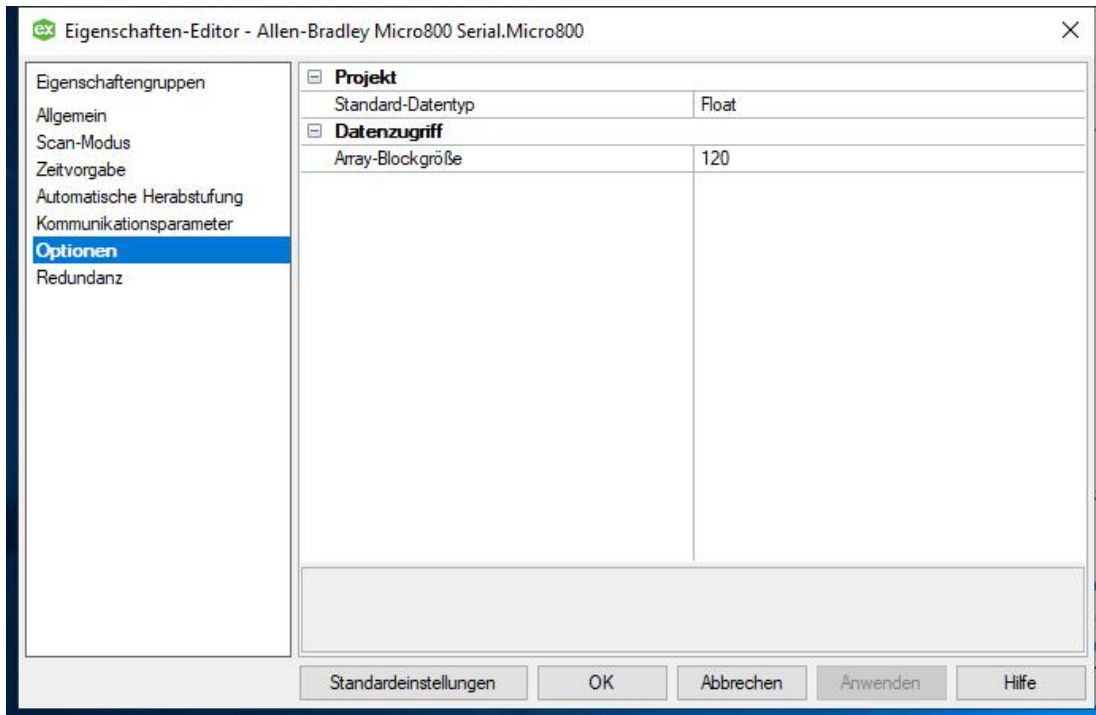 ex Eigenschaften-Editor - Allen-Bradley Micro800 Serial.Micro800
Eigenschaftengruppen
Allgemein
Scan-Modus
Zeitvorgabe
Automatische Herabstufung
Kommunikationsparameter
Optionen
Redundanz
Projekt
Standard-Datentyp Float
Datenzugriff
Array-Blockgröße 120
Standardeinstellungen OK Abbrechen Anwenden Hilfe